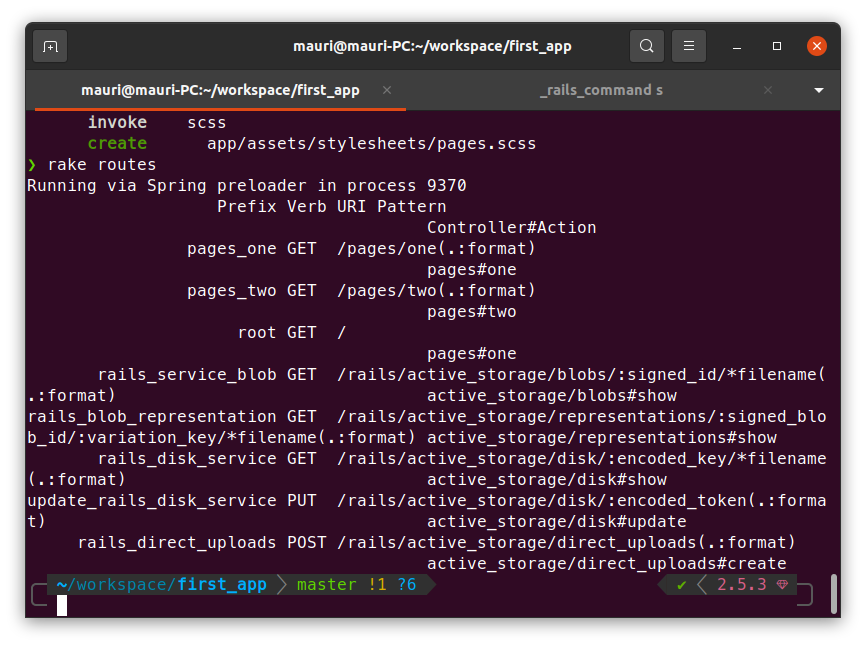 mauri@mauri-PC:~/workspace/first_app
mauri@mauri-PC:~/workspace/first_app × _rails_command s ×
invoke scss
create app/assets/stylesheets/pages.scss
❯ rake routes
Running via Spring preloader in process 9370
Prefix Verb URI Pattern
Controller#Action
pages_one GET /pages/one(.:format)
pages#one
pages_two GET /pages/two(.:format)
pages#two
root GET /
pages#one
rails_service_blob GET /rails/active_storage/blobs/:signed_id/*filename(
.:format) active_storage/blobs#show
rails_blob_representation GET /rails/active_storage/representations/:signed_blo
b_id/:variation_key/*filename(.:format) active_storage/representations#show
rails_disk_service GET /rails/active_storage/disk/:encoded_key/*filename
(.:format) active_storage/disk#show
update_rails_disk_service PUT /rails/active_storage/disk/:encoded_token(.:forma
t) active_storage/disk#update
rails_direct_uploads POST /rails/active_storage/direct_uploads(.:format)
active_storage/direct_uploads#create
~/workspace/first_app master !1 ?6 ✔ 2.5.3